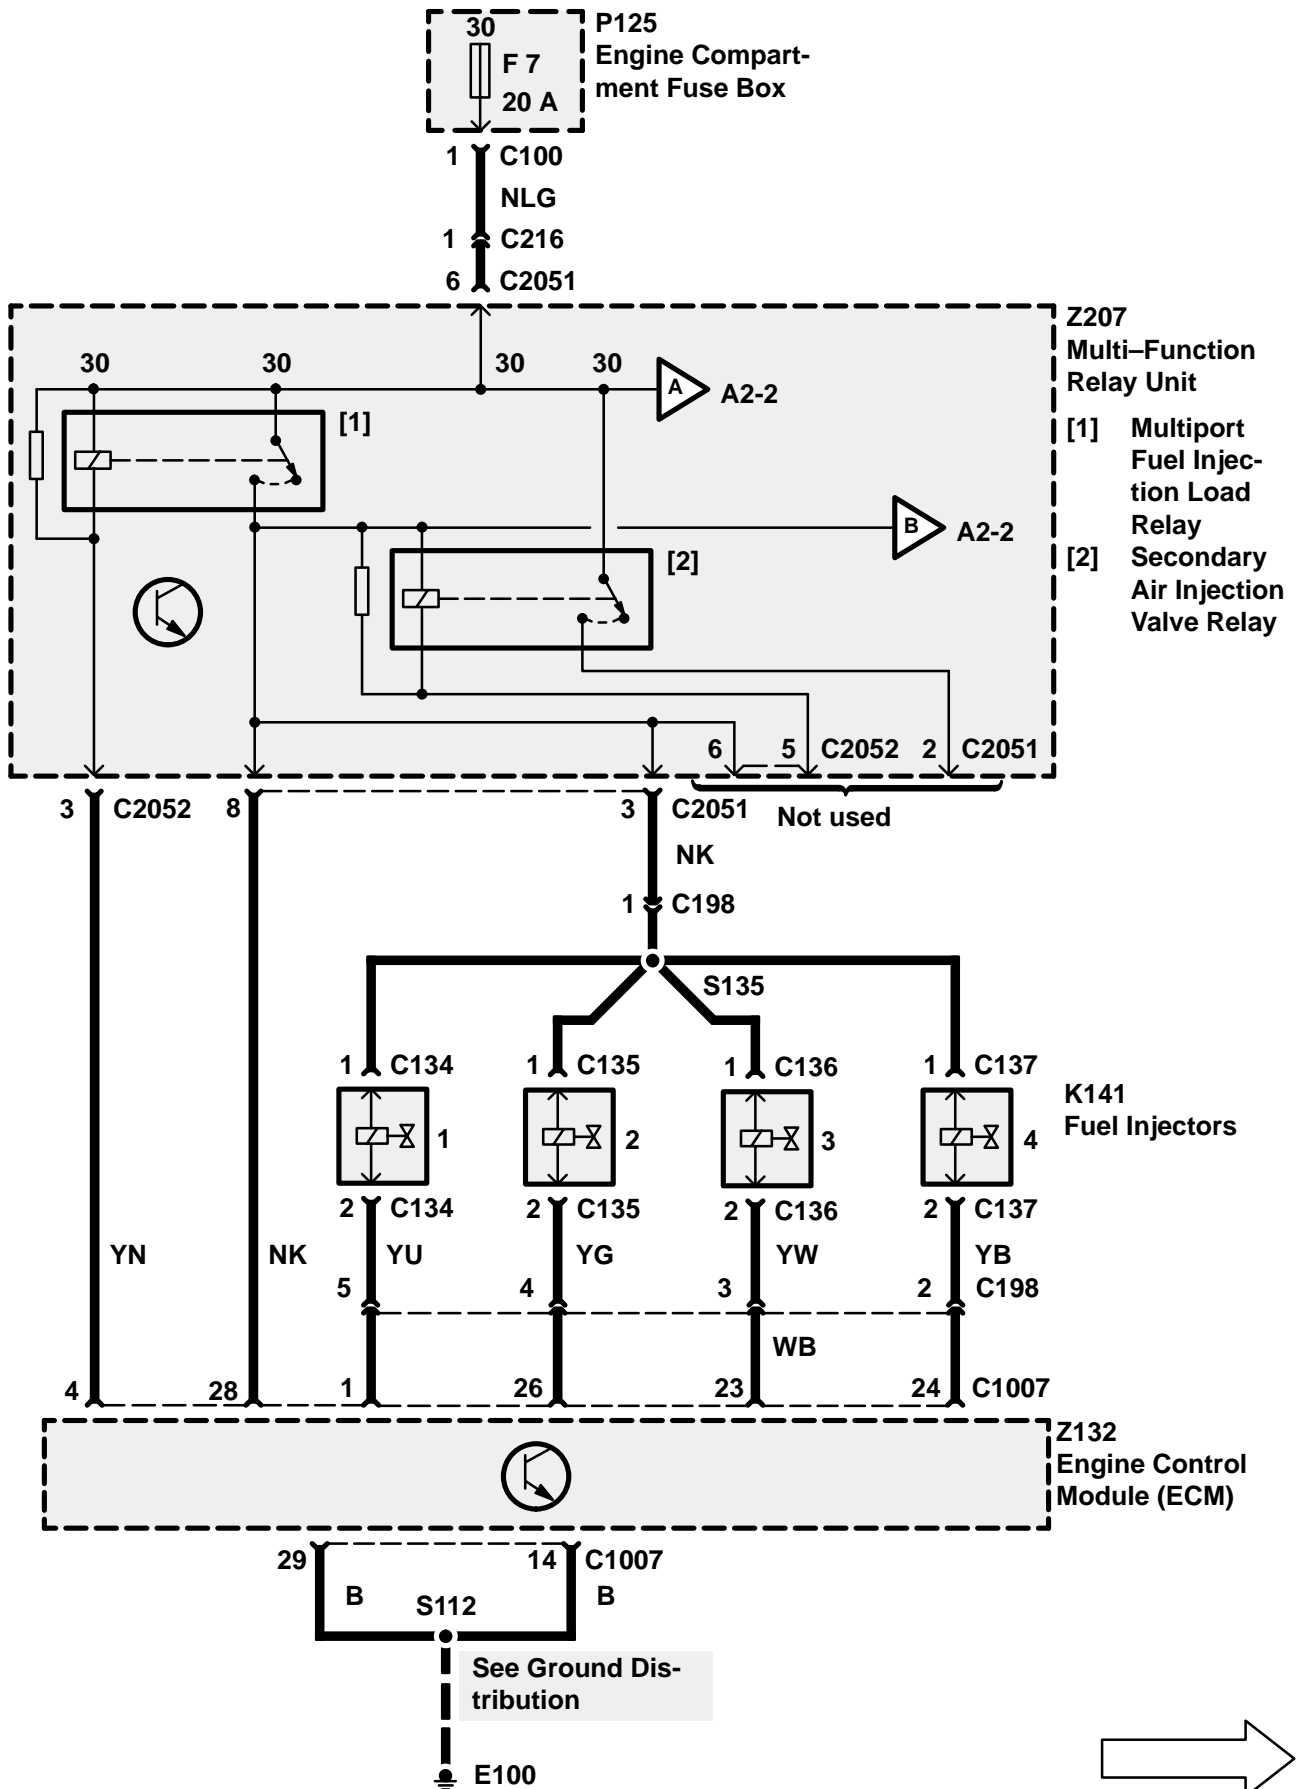 30
F 7
20 A
P125
Engine Compart-
ment Fuse Box
1 C100
NLG
1 C216
6 C2051
Z207
Multi–Function
Relay Unit
[1] Multiport
Fuel Injec-
tion Load
Relay
[2] Secondary
Air Injection
Valve Relay
30 30 30 30
A A2-2
[1]
B A2-2
[2]
6 5 C2052 2 C2051
3 C2052 8 3 C2051 Not used
NK
1 C198
S135
1 C134 1 C135 1 C136 1 C137
K141
Fuel Injectors
1 2 3 4
2 C134 2 C135 2 C136 2 C137
YN NK YU YG YW YB
5 4 3 2 C198
WB
4 28 1 26 23 24 C1007
Z132
Engine Control
Module (ECM)
29 14 C1007
B S112 B
See Ground Dis-
tribution
E100